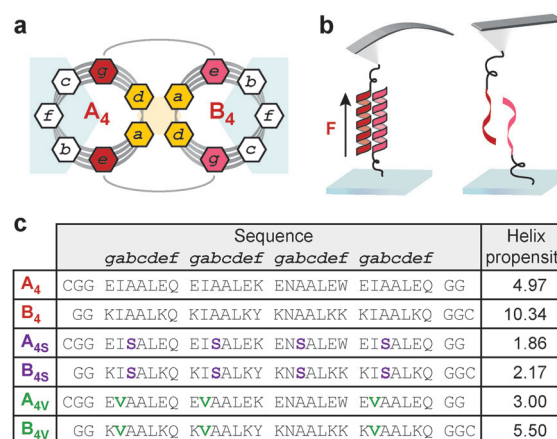 a
b
g e
c d a c
f A₄ B₄ f
b a d b
e g
F
c
Sequence Helix
gabcdef gabcdef gabcdef gabcdef propensit
A₄ CGG EIAALEQ EIAALEK ENAALEW EIAALEQ GG 4.97
B₄ GG KIAALKQ KIAALKY KNAALKK KIAALKQ GGC 10.34
A₄S CGG EISALEQ EISALEK ENSALEW EISALEQ GG 1.86
B₄S GG KISALKQ KISALKY KNSALKK KISALKQ GGC 2.17
A₄V CGG EVAALEQ EVAALEK ENAALEW EVAALEQ GG 3.00
B₄V GG KVAALKQ KVAALKY KNAALKK KVAALKQ GGC 5.50